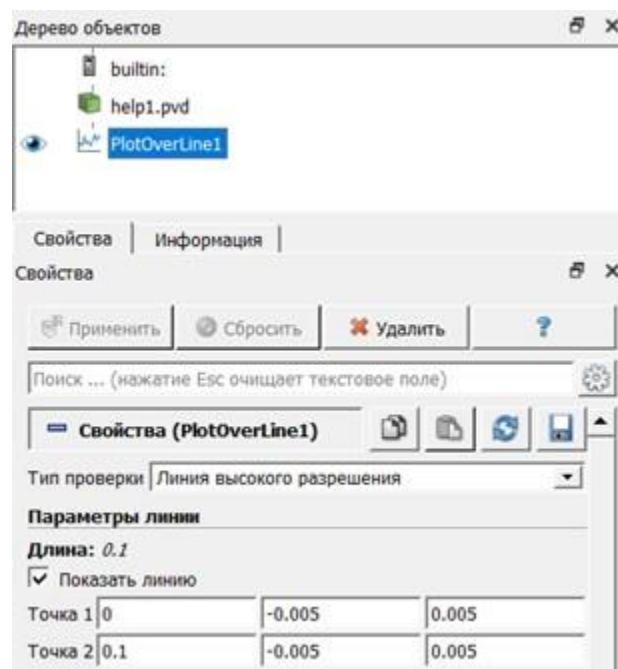 Дерево объектов
builtin:
help1.pvd
PlotOverLine1
Свойства Информация
Свойства
Применить Сбросить Удалить ?
Поиск ... (нажатие Esc очищает текстовое поле)
Свойства (PlotOverLine1)
Тип проверки Линия высокого разрешения
Параметры линии
Длина: 0.1
Показать линию
Точка 1 0 -0.005 0.005
Точка 2 0.1 -0.005 0.005